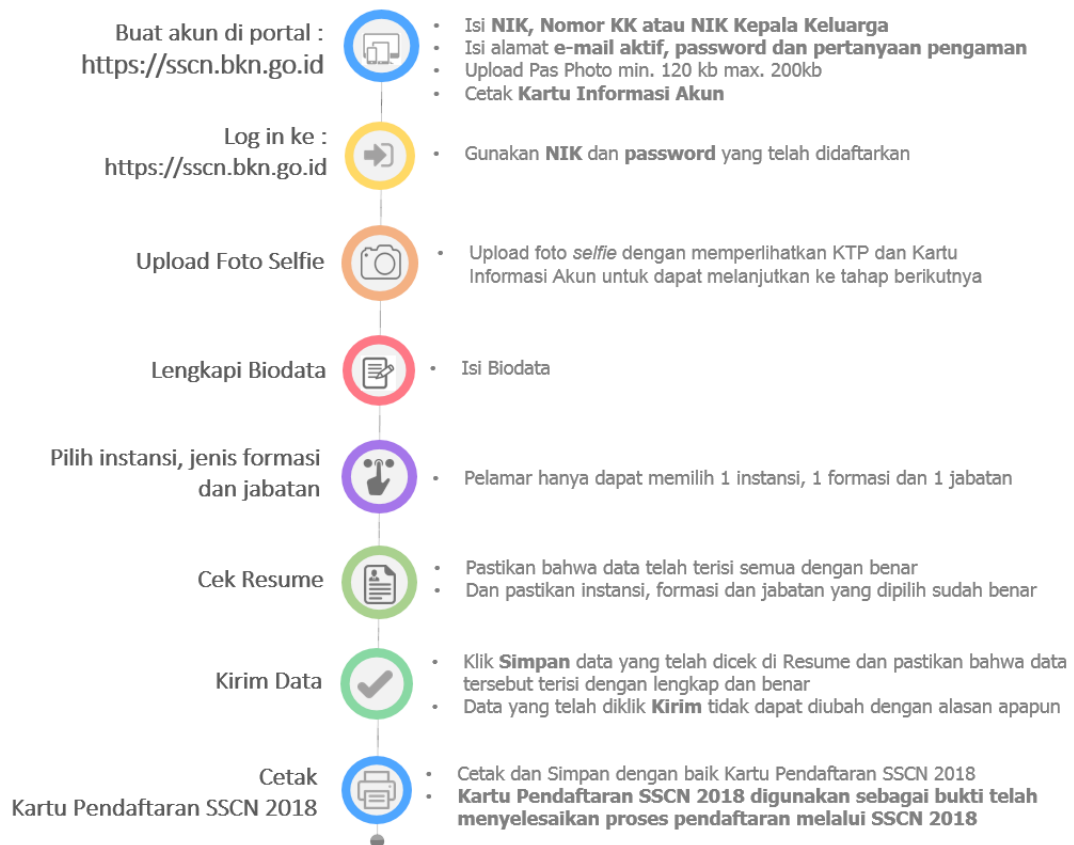 Buat akun di portal :
https://sscn.bkn.go.id
• Isi NIK, Nomor KK atau NIK Kepala Keluarga
• Isi alamat e-mail aktif, password dan pertanyaan pengaman
• Upload Pas Photo min. 120 kb max. 200kb
• Cetak Kartu Informasi Akun
Log in ke :
https://sscn.bkn.go.id
• Gunakan NIK dan password yang telah didaftarkan
Upload Foto Selfie
• Upload foto selfie dengan memperlihatkan KTP dan Kartu
Informasi Akun untuk dapat melanjutkan ke tahap berikutnya
Lengkapi Biodata
• Isi Biodata
Pilih instansi, jenis formasi
dan jabatan
• Pelamar hanya dapat memilih 1 instansi, 1 formasi dan 1 jabatan
Cek Resume
• Pastikan bahwa data telah terisi semua dengan benar
• Dan pastikan instansi, formasi dan jabatan yang dipilih sudah benar
Kirim Data
• Klik Simpan data yang telah dicek di Resume dan pastikan bahwa data
tersebut terisi dengan lengkap dan benar
• Data yang telah diklik Kirim tidak dapat diubah dengan alasan apapun
Cetak
Kartu Pendaftaran SSCN 2018
• Cetak dan Simpan dengan baik Kartu Pendaftaran SSCN 2018
• Kartu Pendaftaran SSCN 2018 digunakan sebagai bukti telah
menyelesaikan proses pendaftaran melalui SSCN 2018